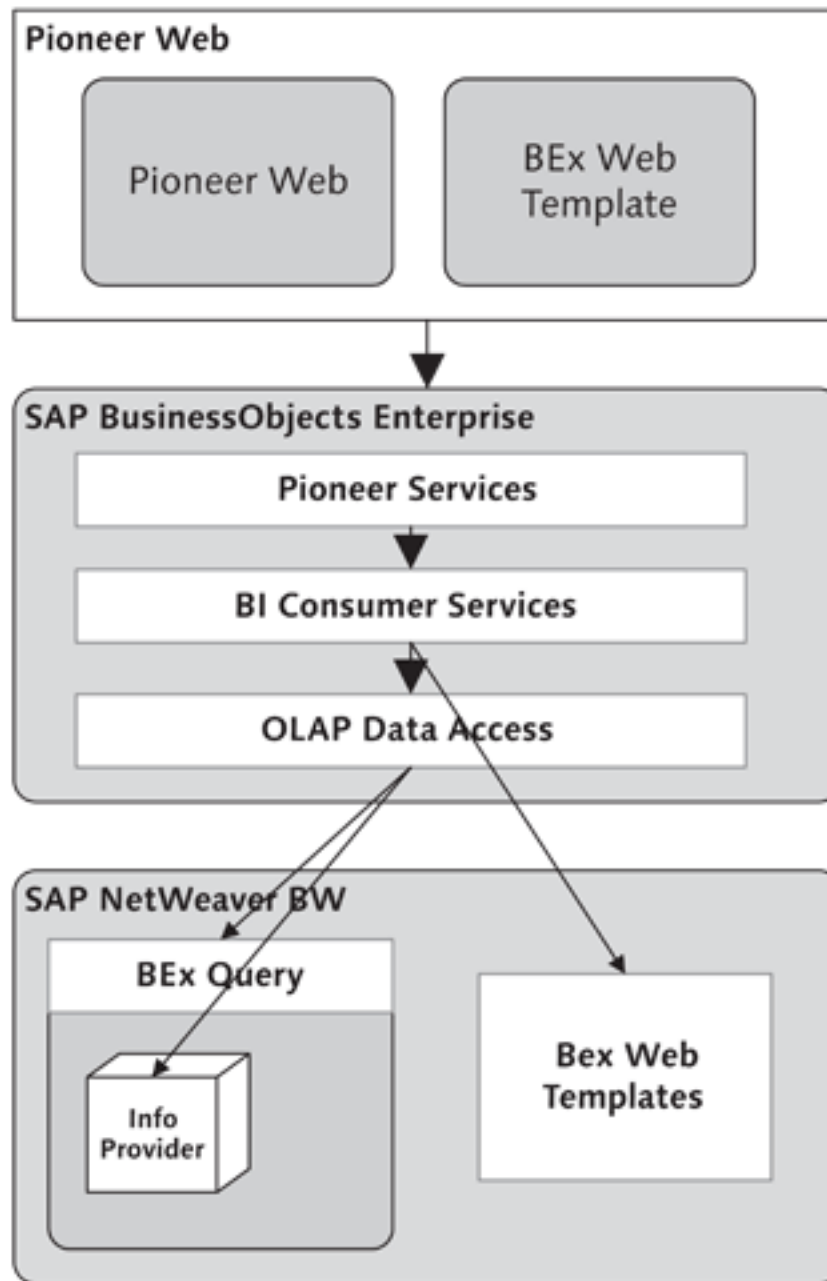 Pioneer Web
Pioneer Web
BEx Web
Template
SAP BusinessObjects Enterprise
Pioneer Services
BI Consumer Services
OLAP Data Access
SAP NetWeaver BW
BEx Query
Info
Provider
Bex Web
Templates